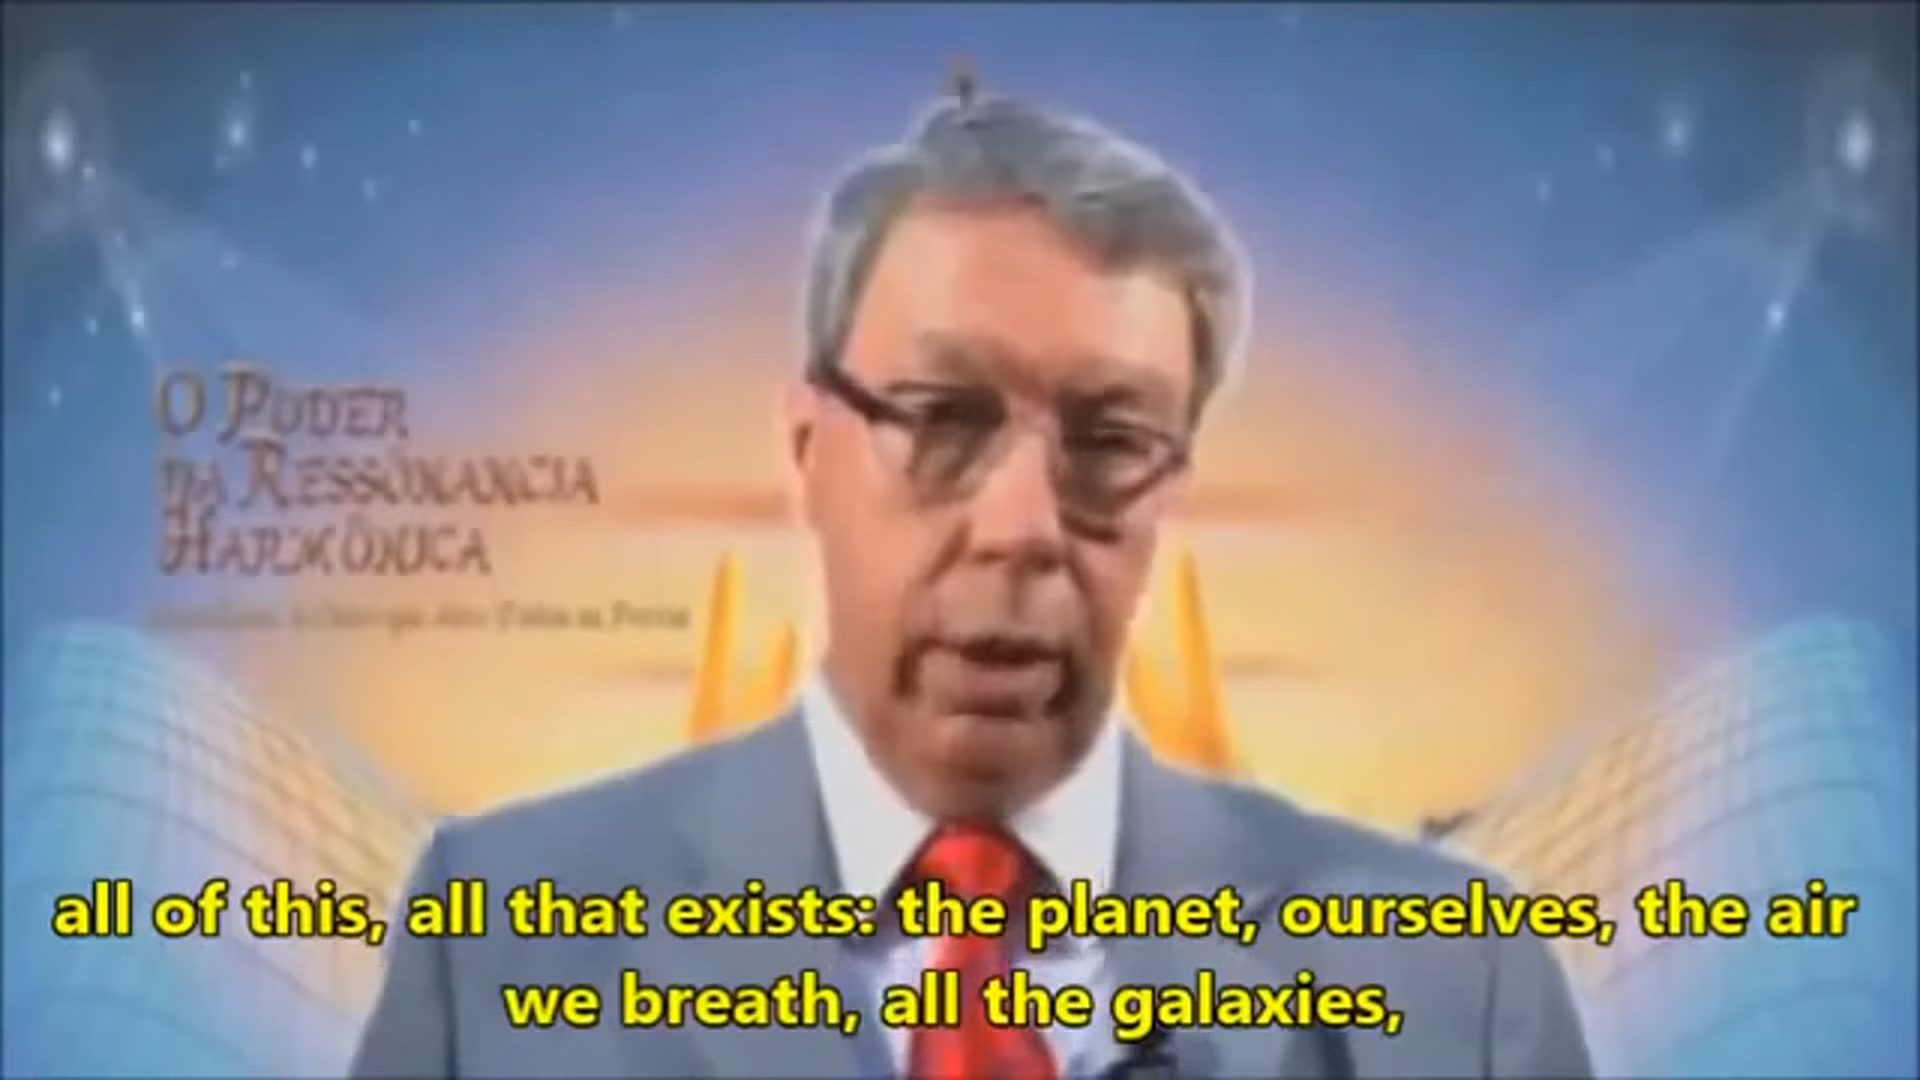 O PODER
DA RESSONÂNCIA
HARMÔNICA
all of this, all that exists: the planet, ourselves, the air
we breath, all the galaxies,